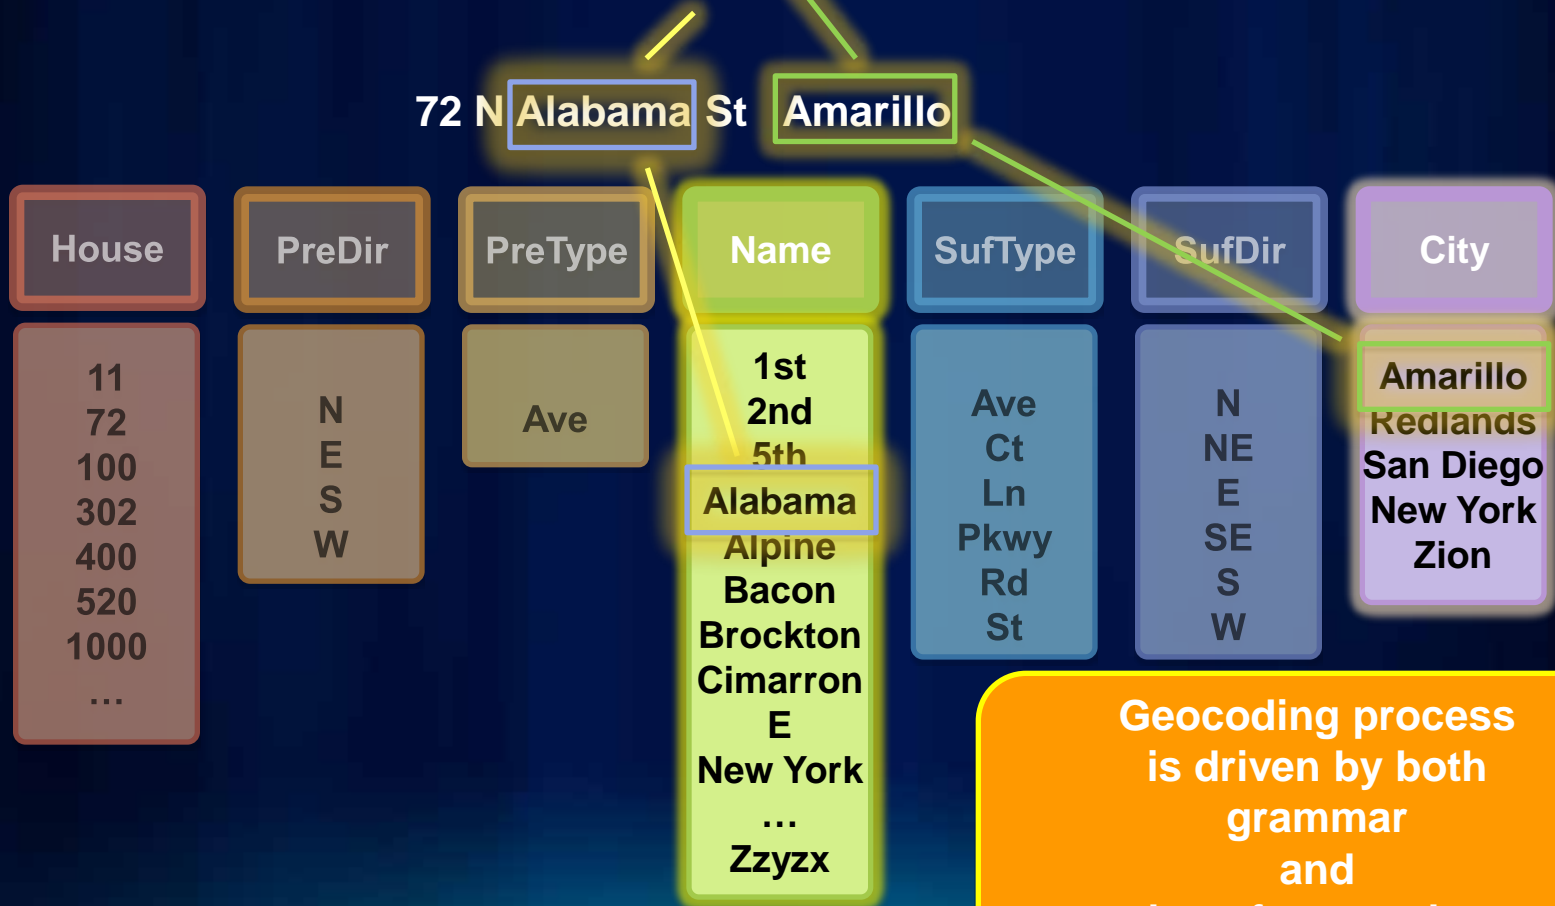 72 N Alabama St Amarillo
House
PreDir
PreType
Name
SufType
SufDir
City
11
72
100
302
400
520
1000
…
N
E
S
W
Ave
1st
2nd
5th
Alabama
Alpine
Bacon
Brockton
Cimarron
E
New York
…
Zzyzx
Ave
Ct
Ln
Pkwy
Rd
St
N
NE
E
SE
S
W
Amarillo
Redlands
San Diego
New York
Zion
Geocoding process
is driven by both
grammar
and